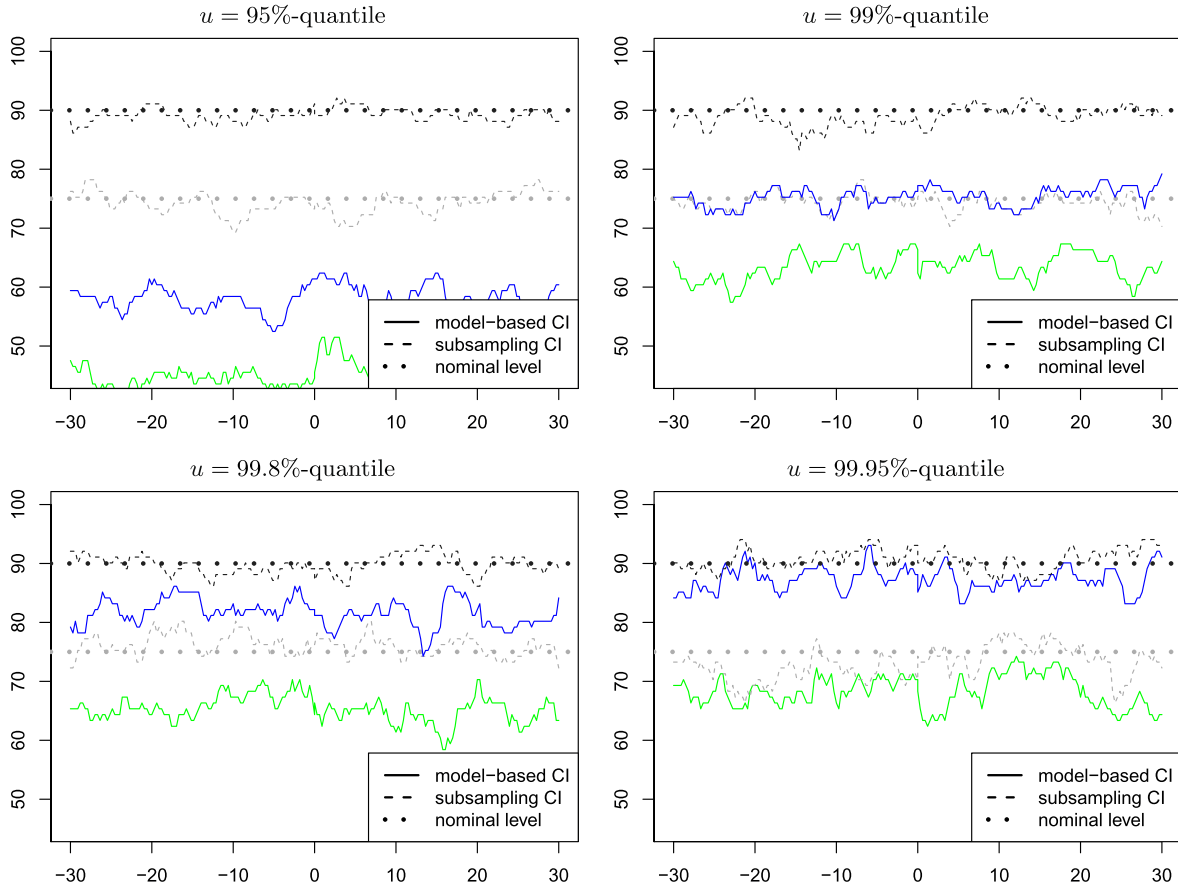 u = 95%-quantile
100
90
80
70
60
50
model−based CI
subsampling CI
nominal level
−30 −20 −10 0 10 20 30
u = 99%-quantile
100
90
80
70
60
50
model−based CI
subsampling CI
nominal level
−30 −20 −10 0 10 20 30
u = 99.8%-quantile
100
90
80
70
60
50
model−based CI
subsampling CI
nominal level
−30 −20 −10 0 10 20 30
u = 99.95%-quantile
100
90
80
70
60
50
model−based CI
subsampling CI
nominal level
−30 −20 −10 0 10 20 30